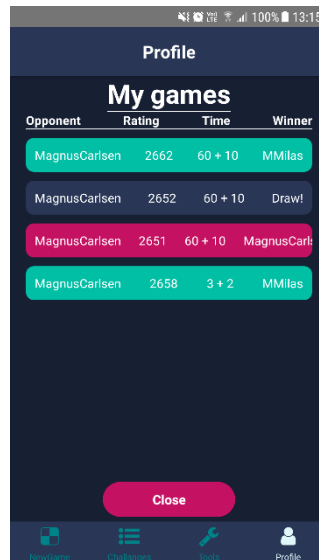 100% 13:15
Profile
My games
Opponent Rating Time Winner
MagnusCarlsen 2662 60 + 10 MMilas
MagnusCarlsen 2652 60 + 10 Draw!
MagnusCarlsen 2651 60 + 10 MagnusCarls
MagnusCarlsen 2658 3 + 2 MMilas
Close
NewGame Challanges Tools Profile